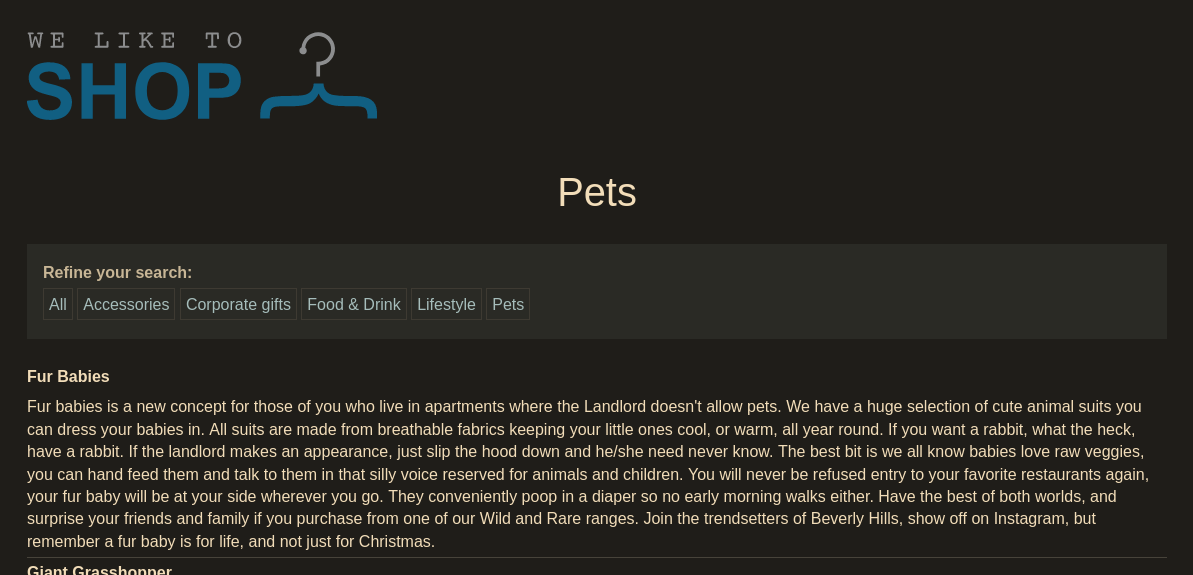 WE LIKE TO
SHOP
Pets
Refine your search:
All Accessories Corporate gifts Food & Drink Lifestyle Pets
Fur Babies
Fur babies is a new concept for those of you who live in apartments where the Landlord doesn't allow pets. We have a huge selection of cute animal suits you
can dress your babies in. All suits are made from breathable fabrics keeping your little ones cool, or warm, all year round. If you want a rabbit, what the heck,
have a rabbit. If the landlord makes an appearance, just slip the hood down and he/she need never know. The best bit is we all know babies love raw veggies,
you can hand feed them and talk to them in that silly voice reserved for animals and children. You will never be refused entry to your favorite restaurants again,
your fur baby will be at your side wherever you go. They conveniently poop in a diaper so no early morning walks either. Have the best of both worlds, and
surprise your friends and family if you purchase from one of our Wild and Rare ranges. Join the trendsetters of Beverly Hills, show off on Instagram, but
remember a fur baby is for life, and not just for Christmas.
Giant Grasshopper